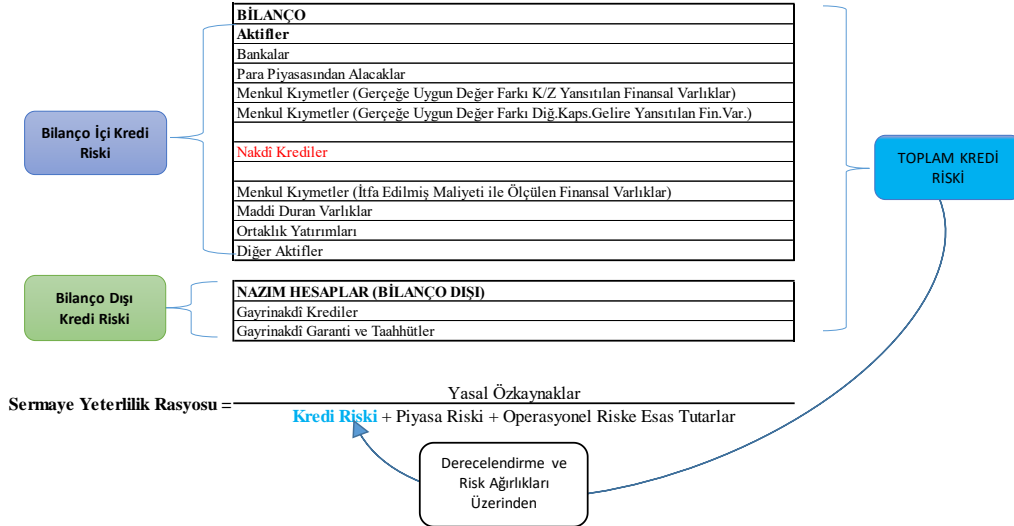 BİLANÇO
Aktifler
Bankalar
Para Piyasasından Alacaklar
Menkul Kıymetler (Gerçeğe Uygun Değer Farkı K/Z Yansıtılan Finansal Varlıklar)
Menkul Kıymetler (Gerçeğe Uygun Değer Farkı Diğ.Kaps.Gelire Yansıtılan Fin.Var.)
Nakdî Krediler
Menkul Kıymetler (İtfa Edilmiş Maliyeti ile Ölçülen Finansal Varlıklar)
Maddi Duran Varlıklar
Ortaklık Yatırımları
Diğer Aktifler
Bilanço İçi Kredi
Riski
TOPLAM KREDİ
RİSKİ
Bilanço Dışı
Kredi Riski
NAZIM HESAPLAR (BİLANÇO DIŞI)
Gayrinakdî Krediler
Gayrinakdî Garanti ve Taahhütler
Sermaye Yeterlilik Rasyosu =
Yasal Özkaynaklar
Kredi Riski + Piyasa Riski + Operasyonel Riske Esas Tutarlar
Derecelendirme ve
Risk Ağırlıkları
Üzerinden